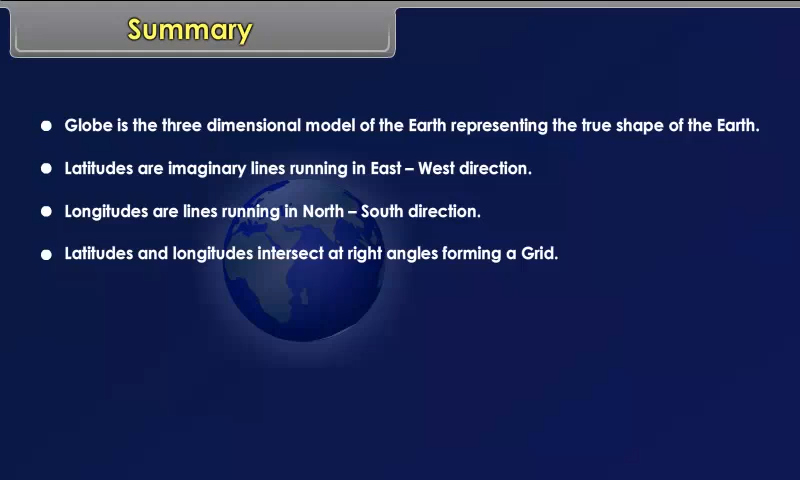 Summary
Globe is the three dimensional model of the Earth representing the true shape of the Earth.
Latitudes are imaginary lines running in East – West direction.
Longitudes are lines running in North – South direction.
Latitudes and longitudes intersect at right angles forming a Grid.